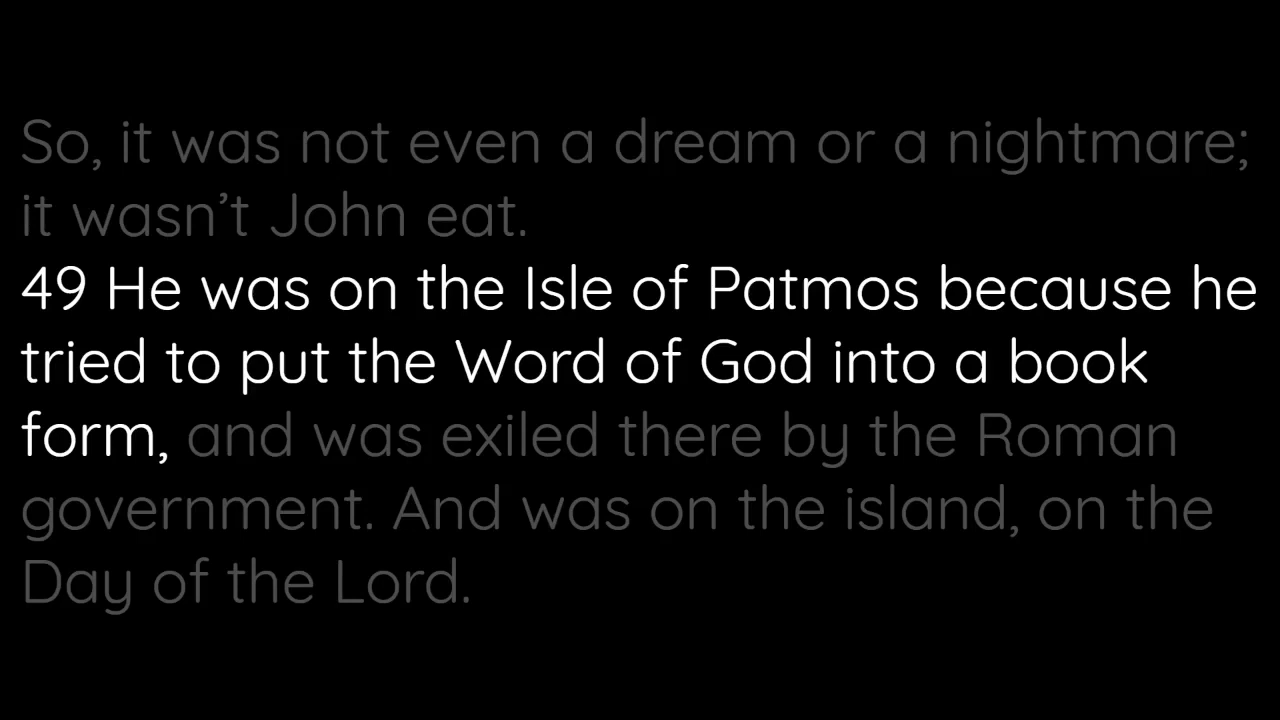 So, it was not even a dream or a nightmare;
it wasn’t John eat.
49 He was on the Isle of Patmos because he
tried to put the Word of God into a book
form, and was exiled there by the Roman
government. And was on the island, on the
Day of the Lord.